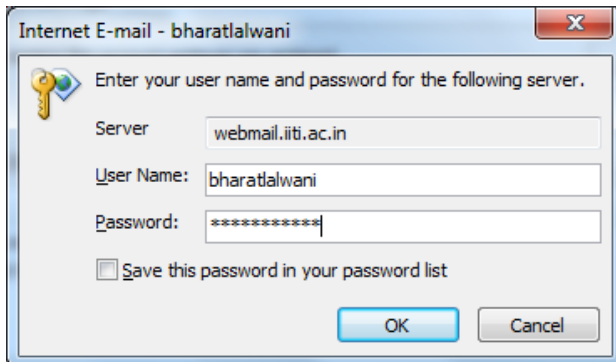 Internet E-mail - bharatlalwani
Enter your user name and password for the following server.
Server webmail.iiti.ac.in
User Name: bharatlalwani
Password: ***********
Save this password in your password list
OK Cancel